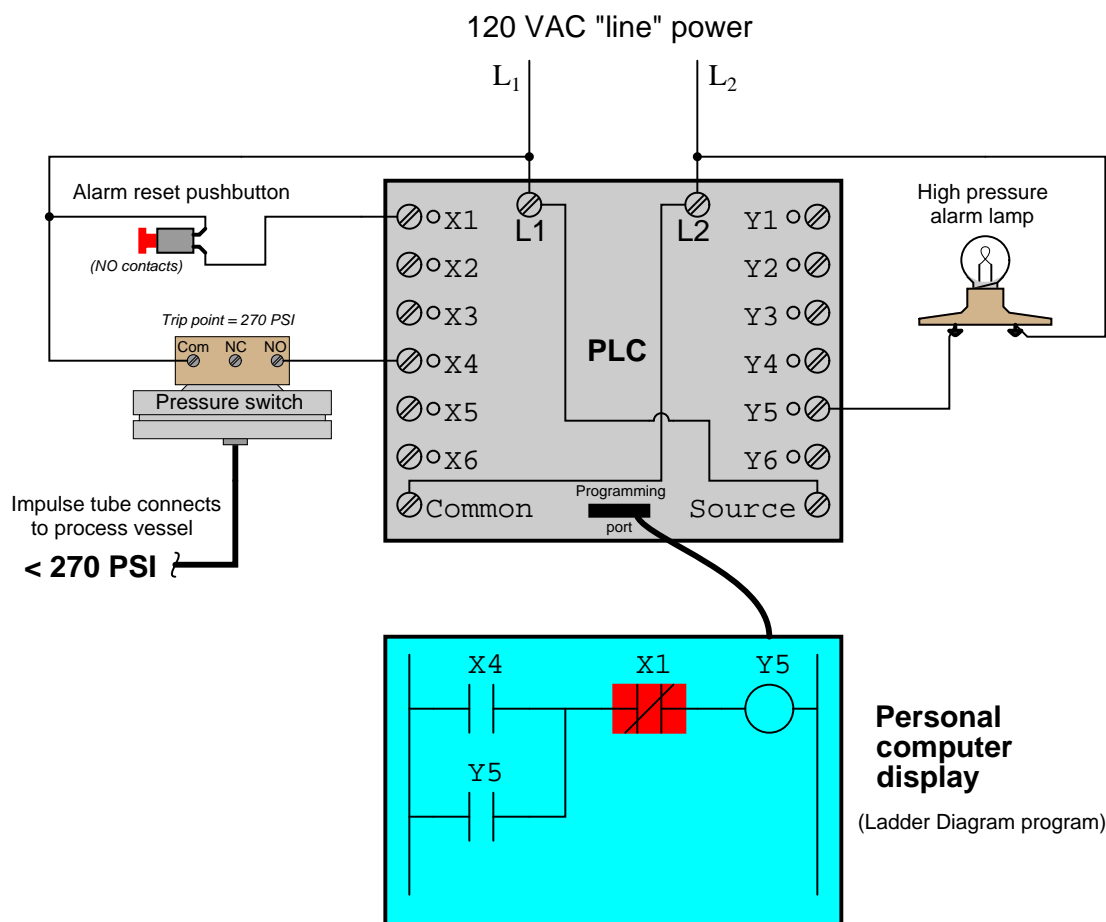 120 VAC "line" power
L1
L2
Alarm reset pushbutton
(NO contacts)
High pressure
alarm lamp
X1
L1
L2
Y1
X2
Y2
X3
Y3
Trip point = 270 PSI
Com NC NO
X4
PLC
Y4
Pressure switch
X5
Y5
X6
Y6
Common
Programming
port
Source
Impulse tube connects
to process vessel
< 270 PSI
X4
X1
Y5
Y5
Personal
computer
display
(Ladder Diagram program)